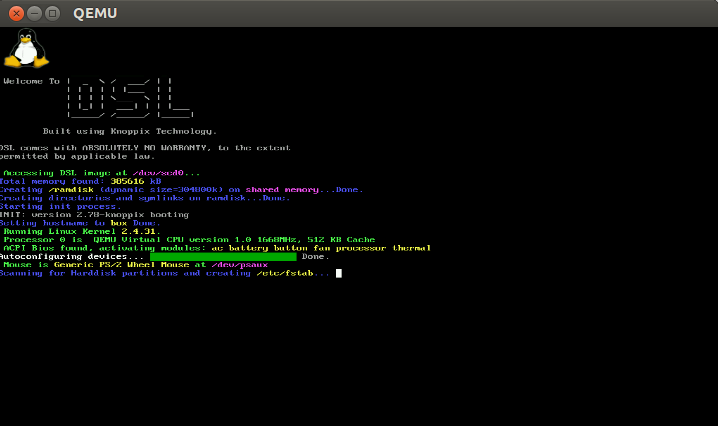 QEMU
Welcome To
DSL
Built using Knoppix Technology.
DSL comes with ABSOLUTELY NO WARRANTY, to the extent
permitted by applicable law.
Accessing DSL image at /dev/scd0...
Total memory found: 385616 kB
Creating /ramdisk (dynamic size=304800k) on shared memory...Done.
Creating directories and symlinks on ramdisk...Done.
Starting init process.
INIT: version 2.78-knoppix booting
Setting hostname to box Done.
Running Linux Kernel 2.4.31.
Processor 0 is  QEMU Virtual CPU version 1.0 1668MHz, 512 KB Cache
ACPI Bios found, activating modules: ac battery button fan processor thermal
Autoconfiguring devices... Done.
Mouse is Generic PS/2 Wheel Mouse at /dev/psaux
Scanning for Harddisk partitions and creating /etc/fstab...